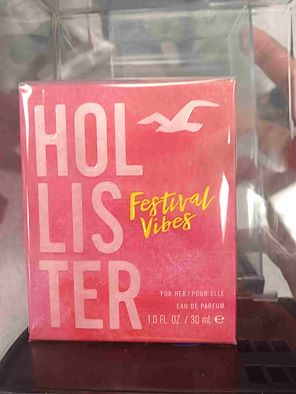 HOL
LIS
TER
Festival
Vibes
FOR HER / POUR ELLE
EAU DE PARFUM
1.0 FL. OZ / 30 mL e